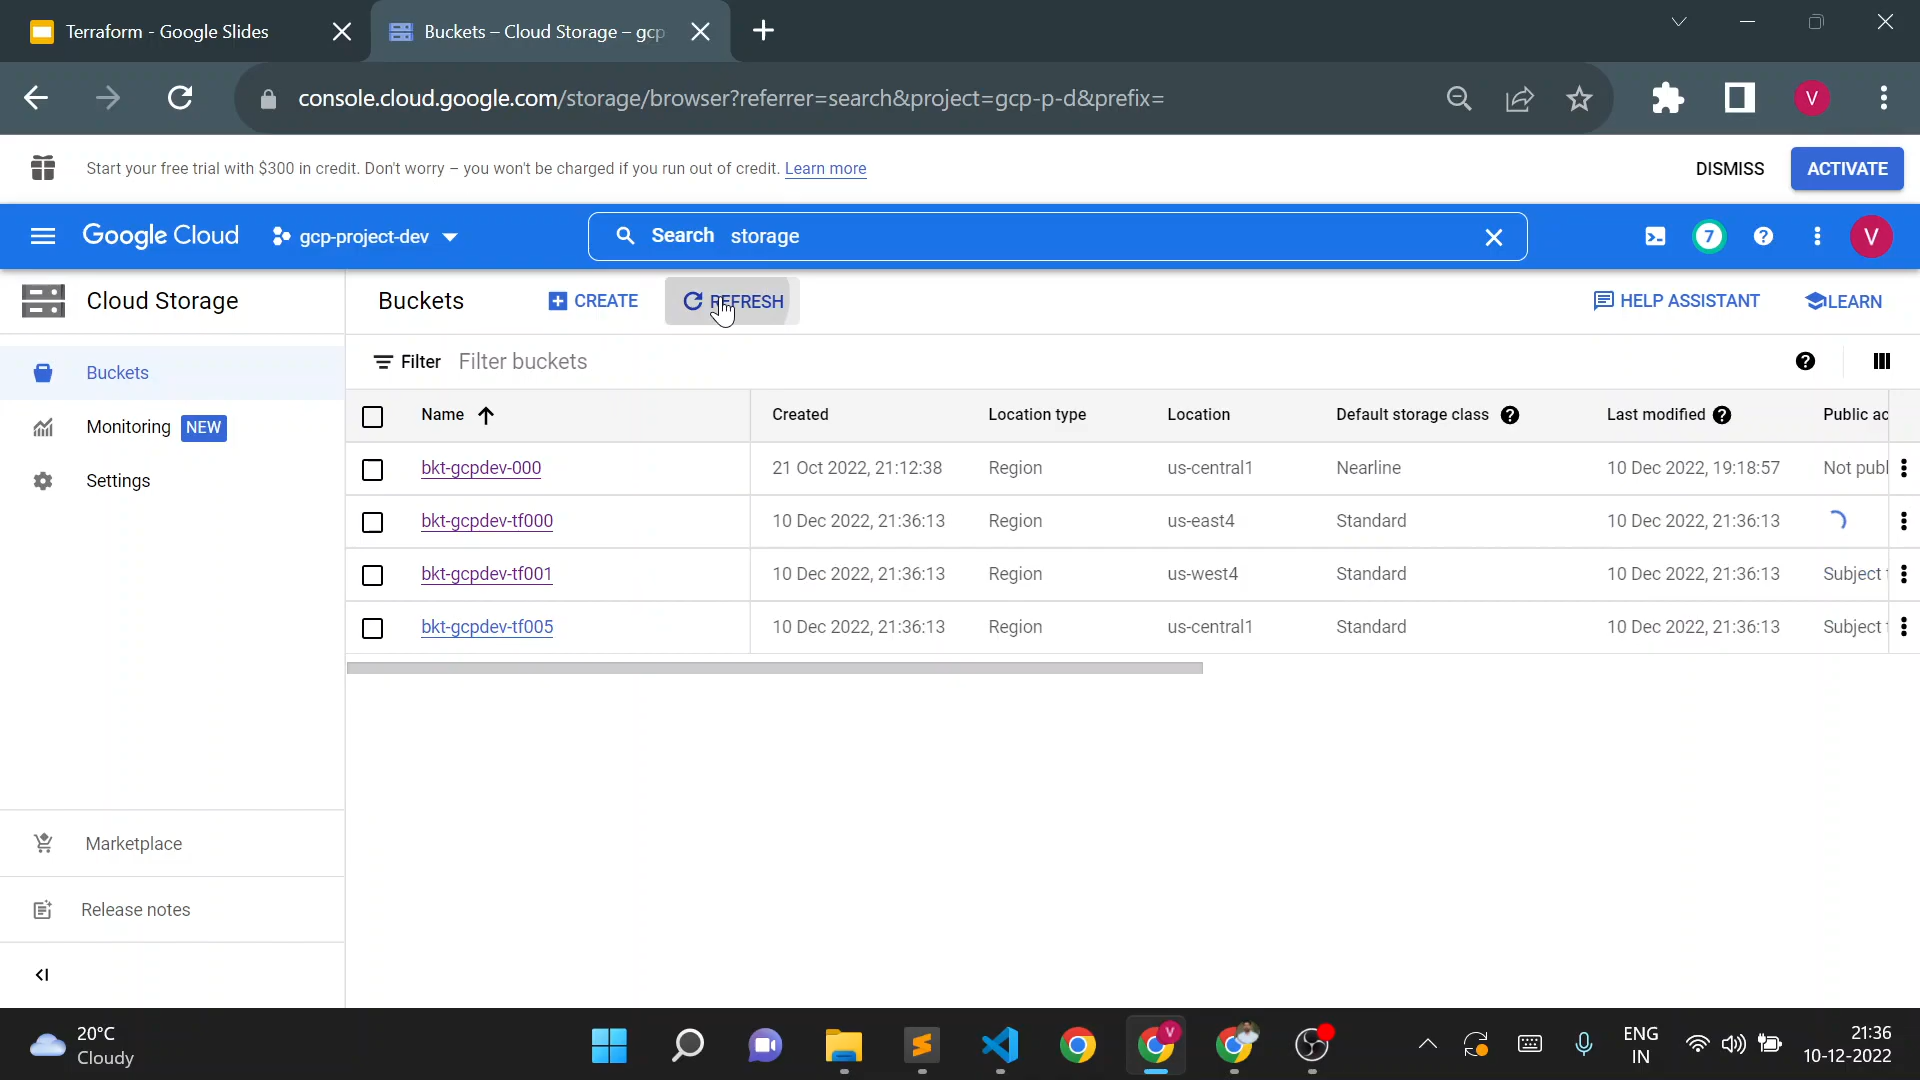 Terraform - Google Slides
Buckets – Cloud Storage – gcp
console.cloud.google.com/storage/browser?referrer=search&project=gcp-p-d&prefix=
V
Start your free trial with $300 in credit. Don't worry – you won't be charged if you run out of credit. Learn more
DISMISS
ACTIVATE
Google Cloud
gcp-project-dev
Search storage
7
V
Cloud Storage
Buckets
CREATE
REFRESH
HELP ASSISTANT
LEARN
Buckets
Monitoring NEW
Settings
Marketplace
Release notes
Filter Filter buckets
Name Created Location type Location Default storage class Last modified Public ac
bkt-gcpdev-000 21 Oct 2022, 21:12:38 Region us-central1 Nearline 10 Dec 2022, 19:18:57 Not publ
bkt-gcpdev-tf000 10 Dec 2022, 21:36:13 Region us-east4 Standard 10 Dec 2022, 21:36:13
bkt-gcpdev-tf001 10 Dec 2022, 21:36:13 Region us-west4 Standard 10 Dec 2022, 21:36:13 Subject
bkt-gcpdev-tf005 10 Dec 2022, 21:36:13 Region us-central1 Standard 10 Dec 2022, 21:36:13 Subject
20°C
Cloudy
V
ENG
IN
21:36
10-12-2022